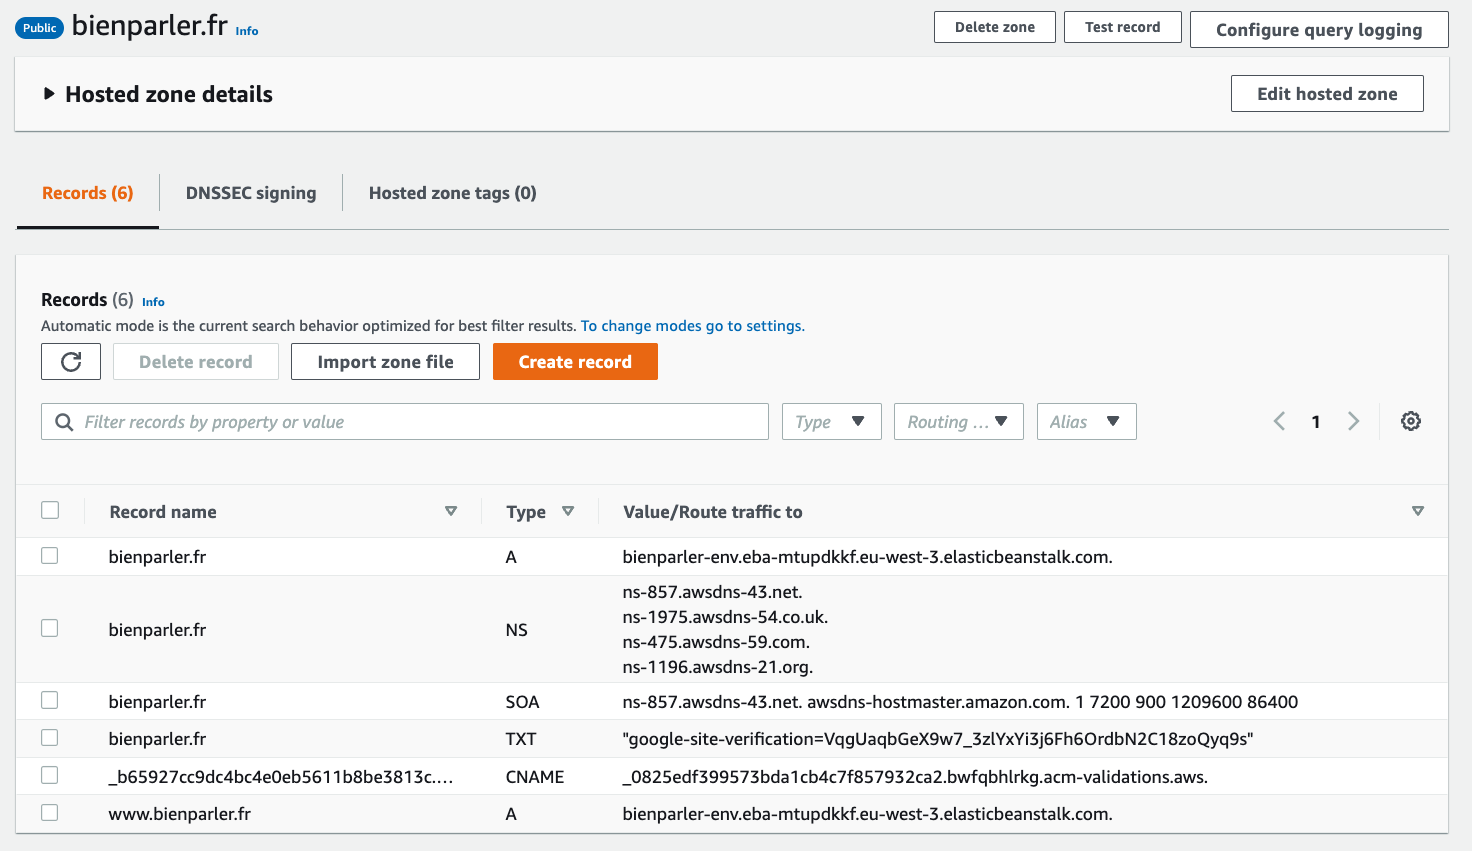 Public bienparler.fr Info Delete zone Test record Configure query logging
Hosted zone details Edit hosted zone
Records (6) DNSSEC signing Hosted zone tags (0)
Records (6) Info
Automatic mode is the current search behavior optimized for best filter results. To change modes go to settings.
Delete record Import zone file Create record
Filter records by property or value Type Routing ... Alias 1
Record name Type Value/Route traffic to
bienparler.fr A bienparler-env.eba-mtupdkkf.eu-west-3.elasticbeanstalk.com.
ns-857.awsdns-43.net.
ns-1975.awsdns-54.co.uk.
bienparler.fr NS
ns-475.awsdns-59.com.
ns-1196.awsdns-21.org.
bienparler.fr SOA ns-857.awsdns-43.net. awsdns-hostmaster.amazon.com. 1 7200 900 1209600 86400
bienparler.fr TXT "google-site-verification=VqgUaqbGeX9w7_3zlYxYi3j6Fh6OrdbN2C18zoQyq9s"
_b65927cc9dc4bc4e0eb5611b8be3813c.... CNAME _0825edf399573bda1cb4c7f857932ca2.bwfqbhlrkg.acm-validations.aws.
www.bienparler.fr A bienparler-env.eba-mtupdkkf.eu-west-3.elasticbeanstalk.com.